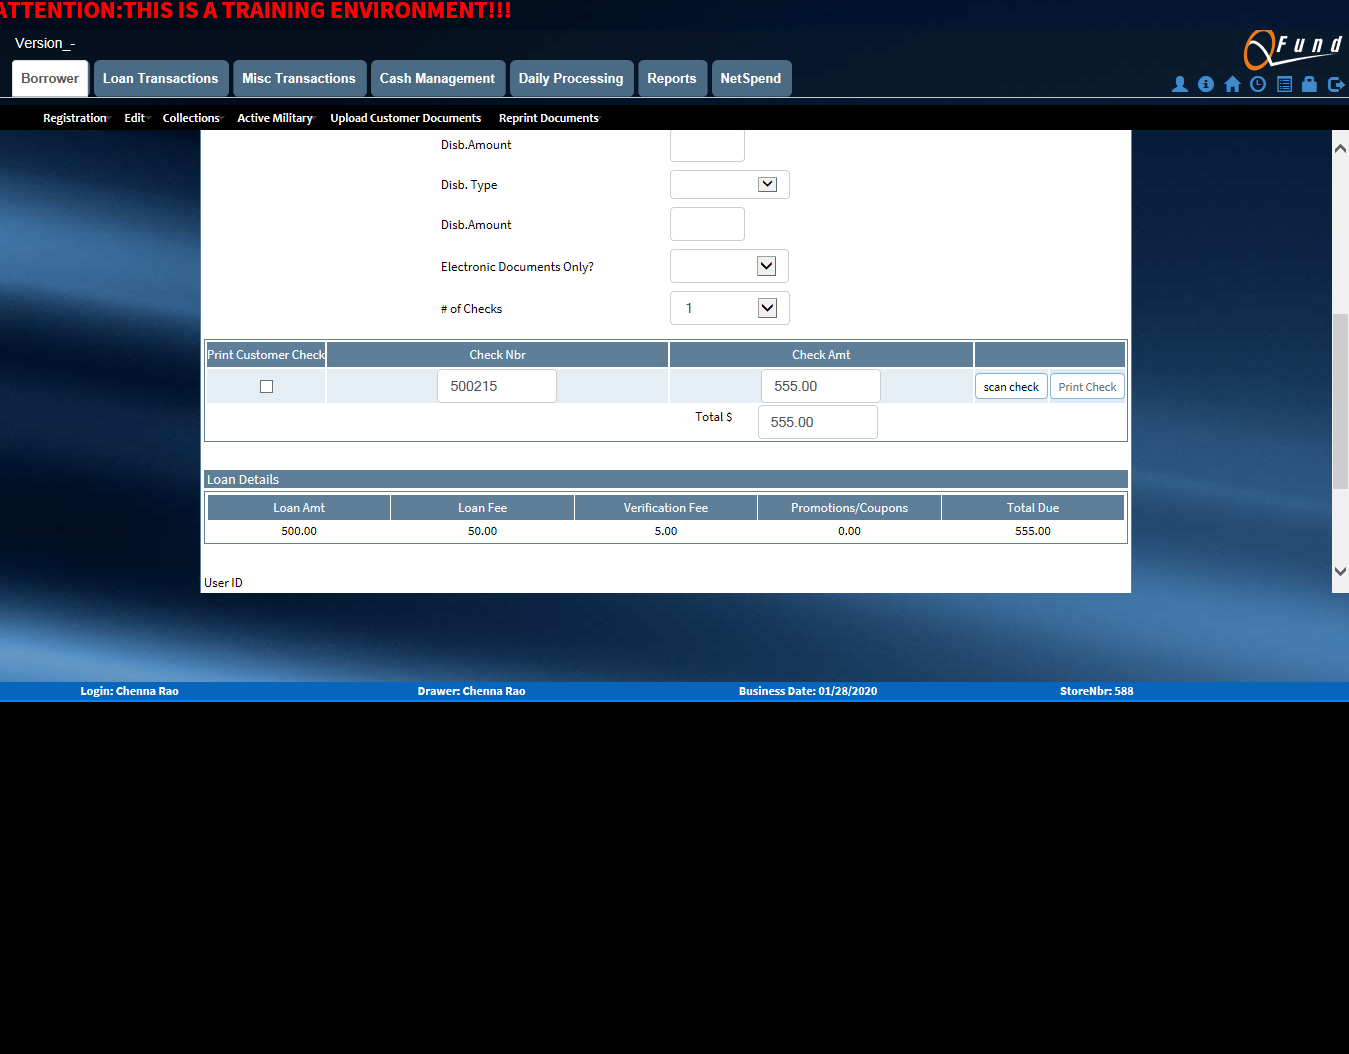 ATTENTION:THIS IS A TRAINING ENVIRONMENT!!!
Version_-
Fund
Borrower Loan Transactions Misc Transactions Cash Management Daily Processing Reports NetSpend
Registration Edit Collections Active Military Upload Customer Documents Reprint Documents
Disb.Amount
Disb. Type
Disb.Amount
Electronic Documents Only?
# of Checks 1
Print Customer Check Check Nbr Check Amt
500215 555.00 scan check Print Check
Total $ 555.00
Loan Details
Loan Amt Loan Fee Verification Fee Promotions/Coupons Total Due
500.00 50.00 5.00 0.00 555.00
User ID
Login: Chenna Rao Drawer: Chenna Rao Business Date: 01/28/2020 StoreNbr: 588